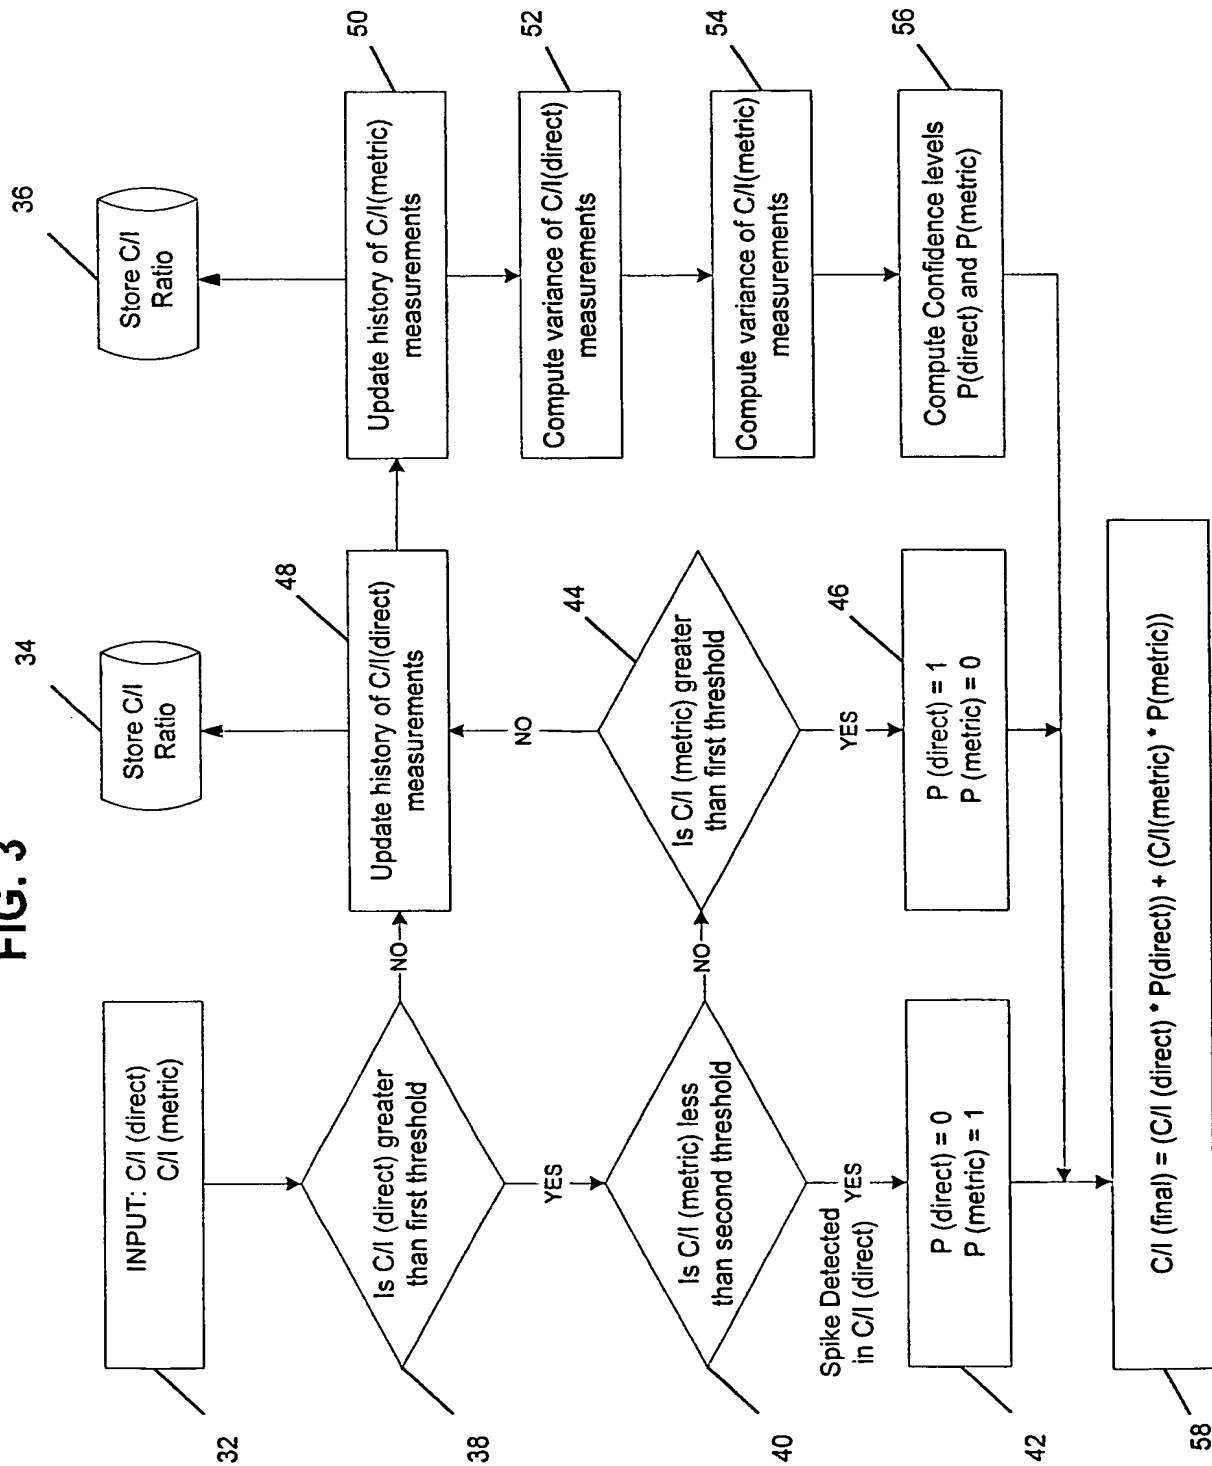 FIG. 3
32
INPUT: C/I (direct)
C/I (metric)
34
Store C/I
Ratio
36
Store C/I
Ratio
38
Is C/I (direct) greater
than first threshold
NO
YES
48
Update history of C/I(direct)
measurements
50
Update history of C/I(metric)
measurements
40
Is C/I (metric) less
than second threshold
NO
YES
Spike Detected
in C/I (direct)
44
Is C/I (metric) greater
than first threshold
NO
YES
52
Compute variance of C/I(direct)
measurements
54
Compute variance of C/I(metric)
measurements
42
P (direct) = 0
P (metric) = 1
46
P (direct) = 1
P (metric) = 0
56
Compute Confidence levels
P(direct) and P(metric)
58
C/I (final) = (C/I (direct) * P(direct)) + (C/I(metric) * P(metric))